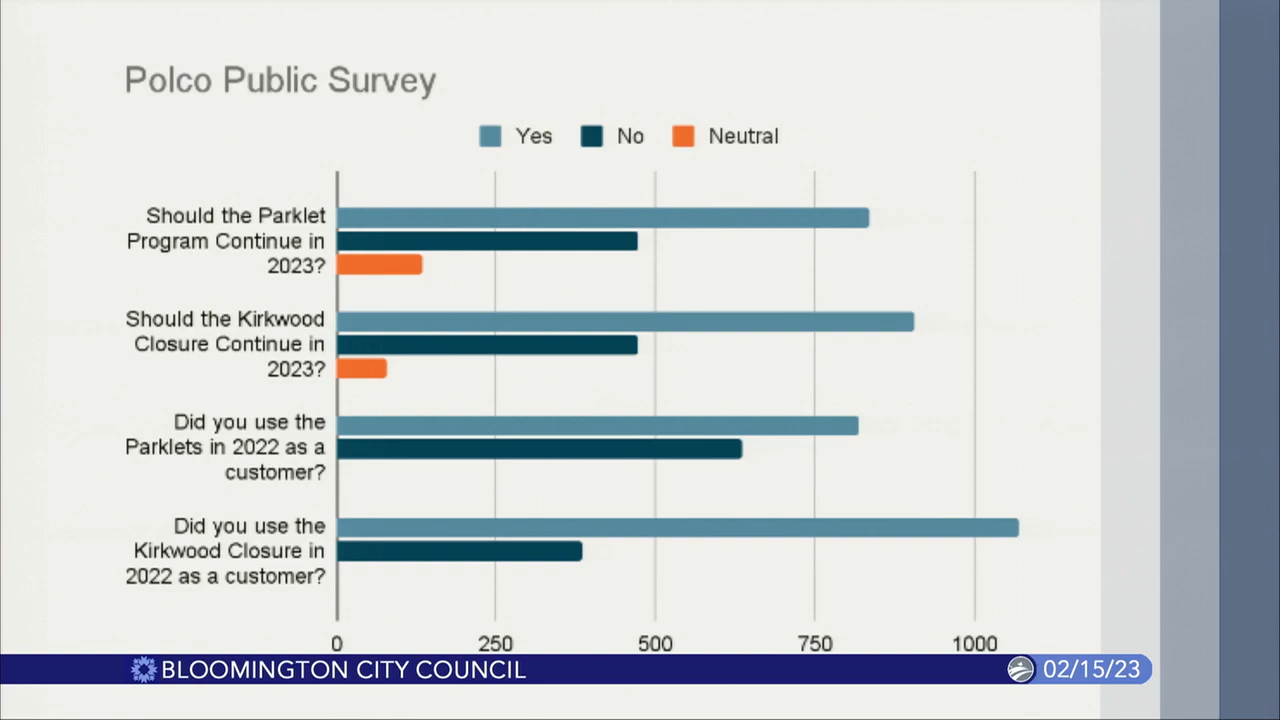 Polco Public Survey
Yes No Neutral
Should the Parklet
Program Continue in
2023?
Should the Kirkwood
Closure Continue in
2023?
Did you use the
Parklets in 2022 as a
customer?
Did you use the
Kirkwood Closure in
2022 as a customer?
0 250 500 750 1000
BLOOMINGTON CITY COUNCIL 02/15/23